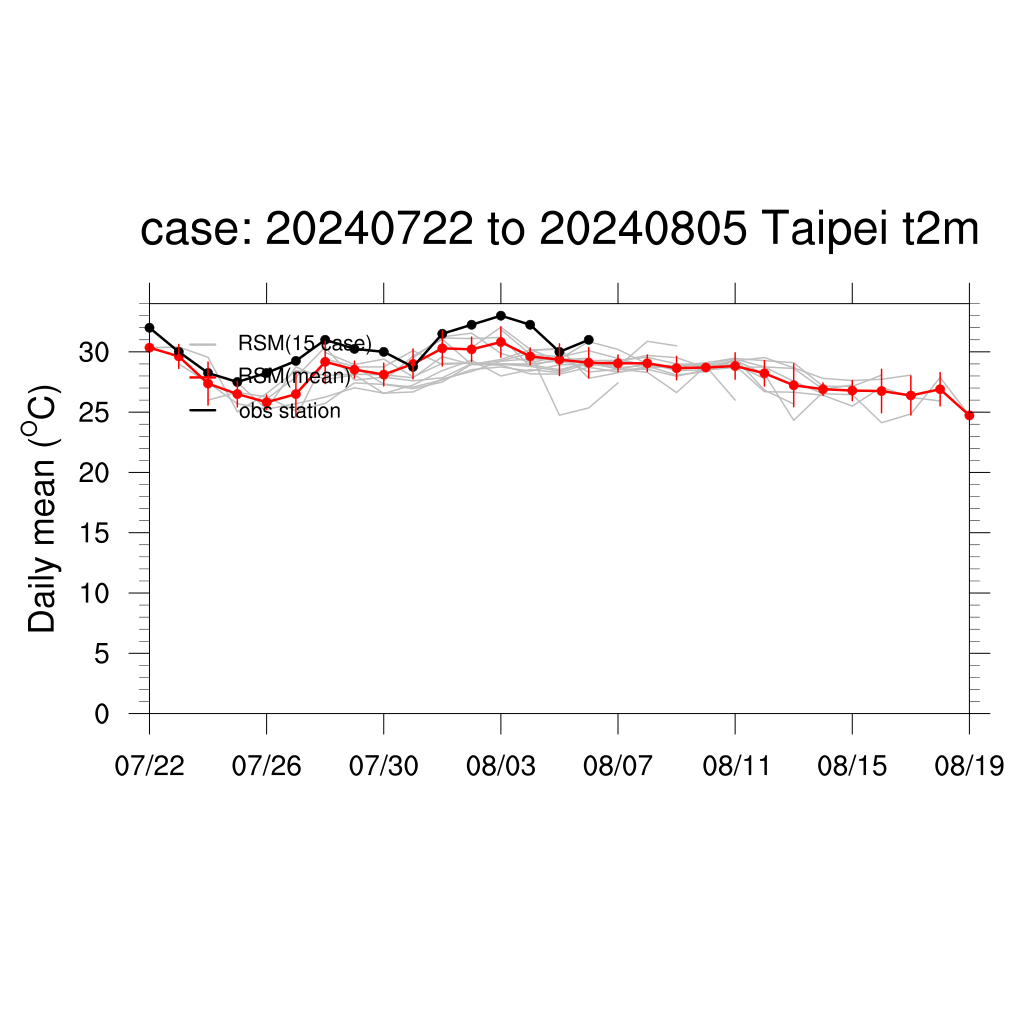 case: 20240722 to 20240805 Taipei t2m
Daily mean (°C)
30
25
20
15
10
5
0
RSM(15 case)
RSM(mean)
obs station
07/22 07/26 07/30 08/03 08/07 08/11 08/15 08/19